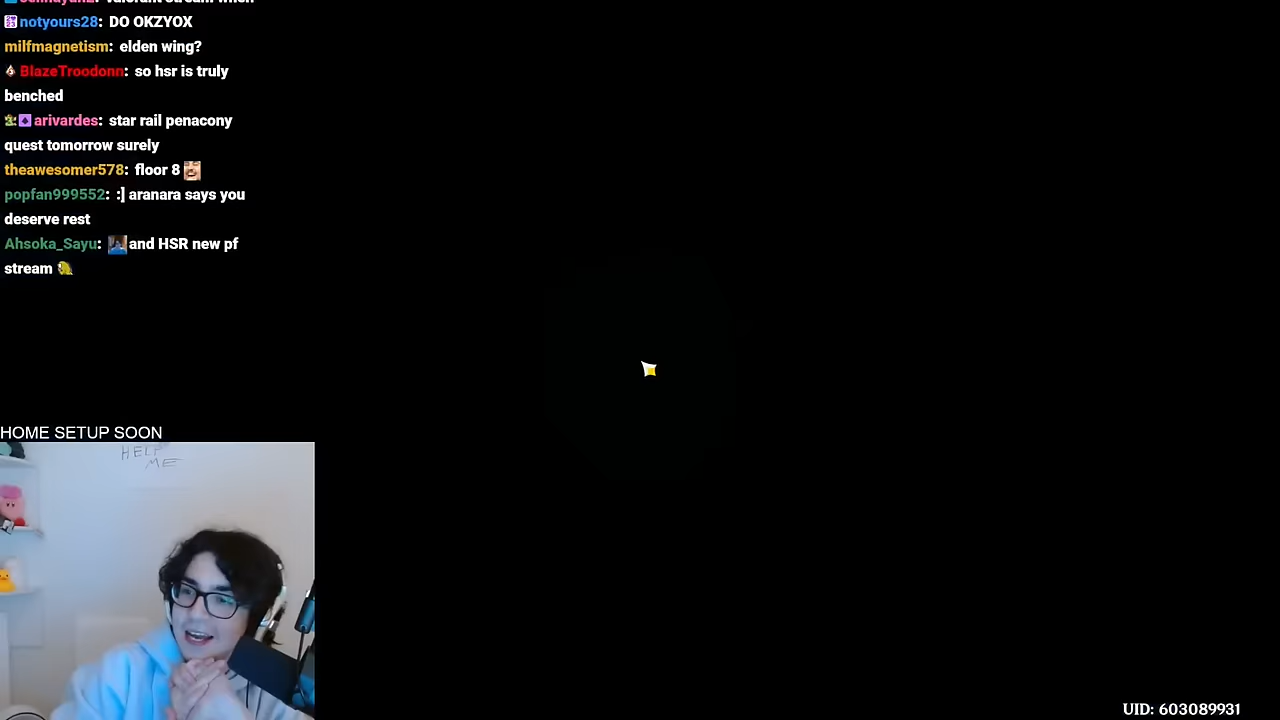 notyours28: DO OKZYOX
milfmagnetism: elden wing?
BlazeTroodonn: so hsr is truly
benched
arivardes: star rail penacony
quest tomorrow surely
theawesomer578: floor 8
popfan999552: :] aranara says you
deserve rest
Ahsoka_Sayu: and HSR new pf
stream
HOME SETUP SOON
HELP
ME
UID: 603089931